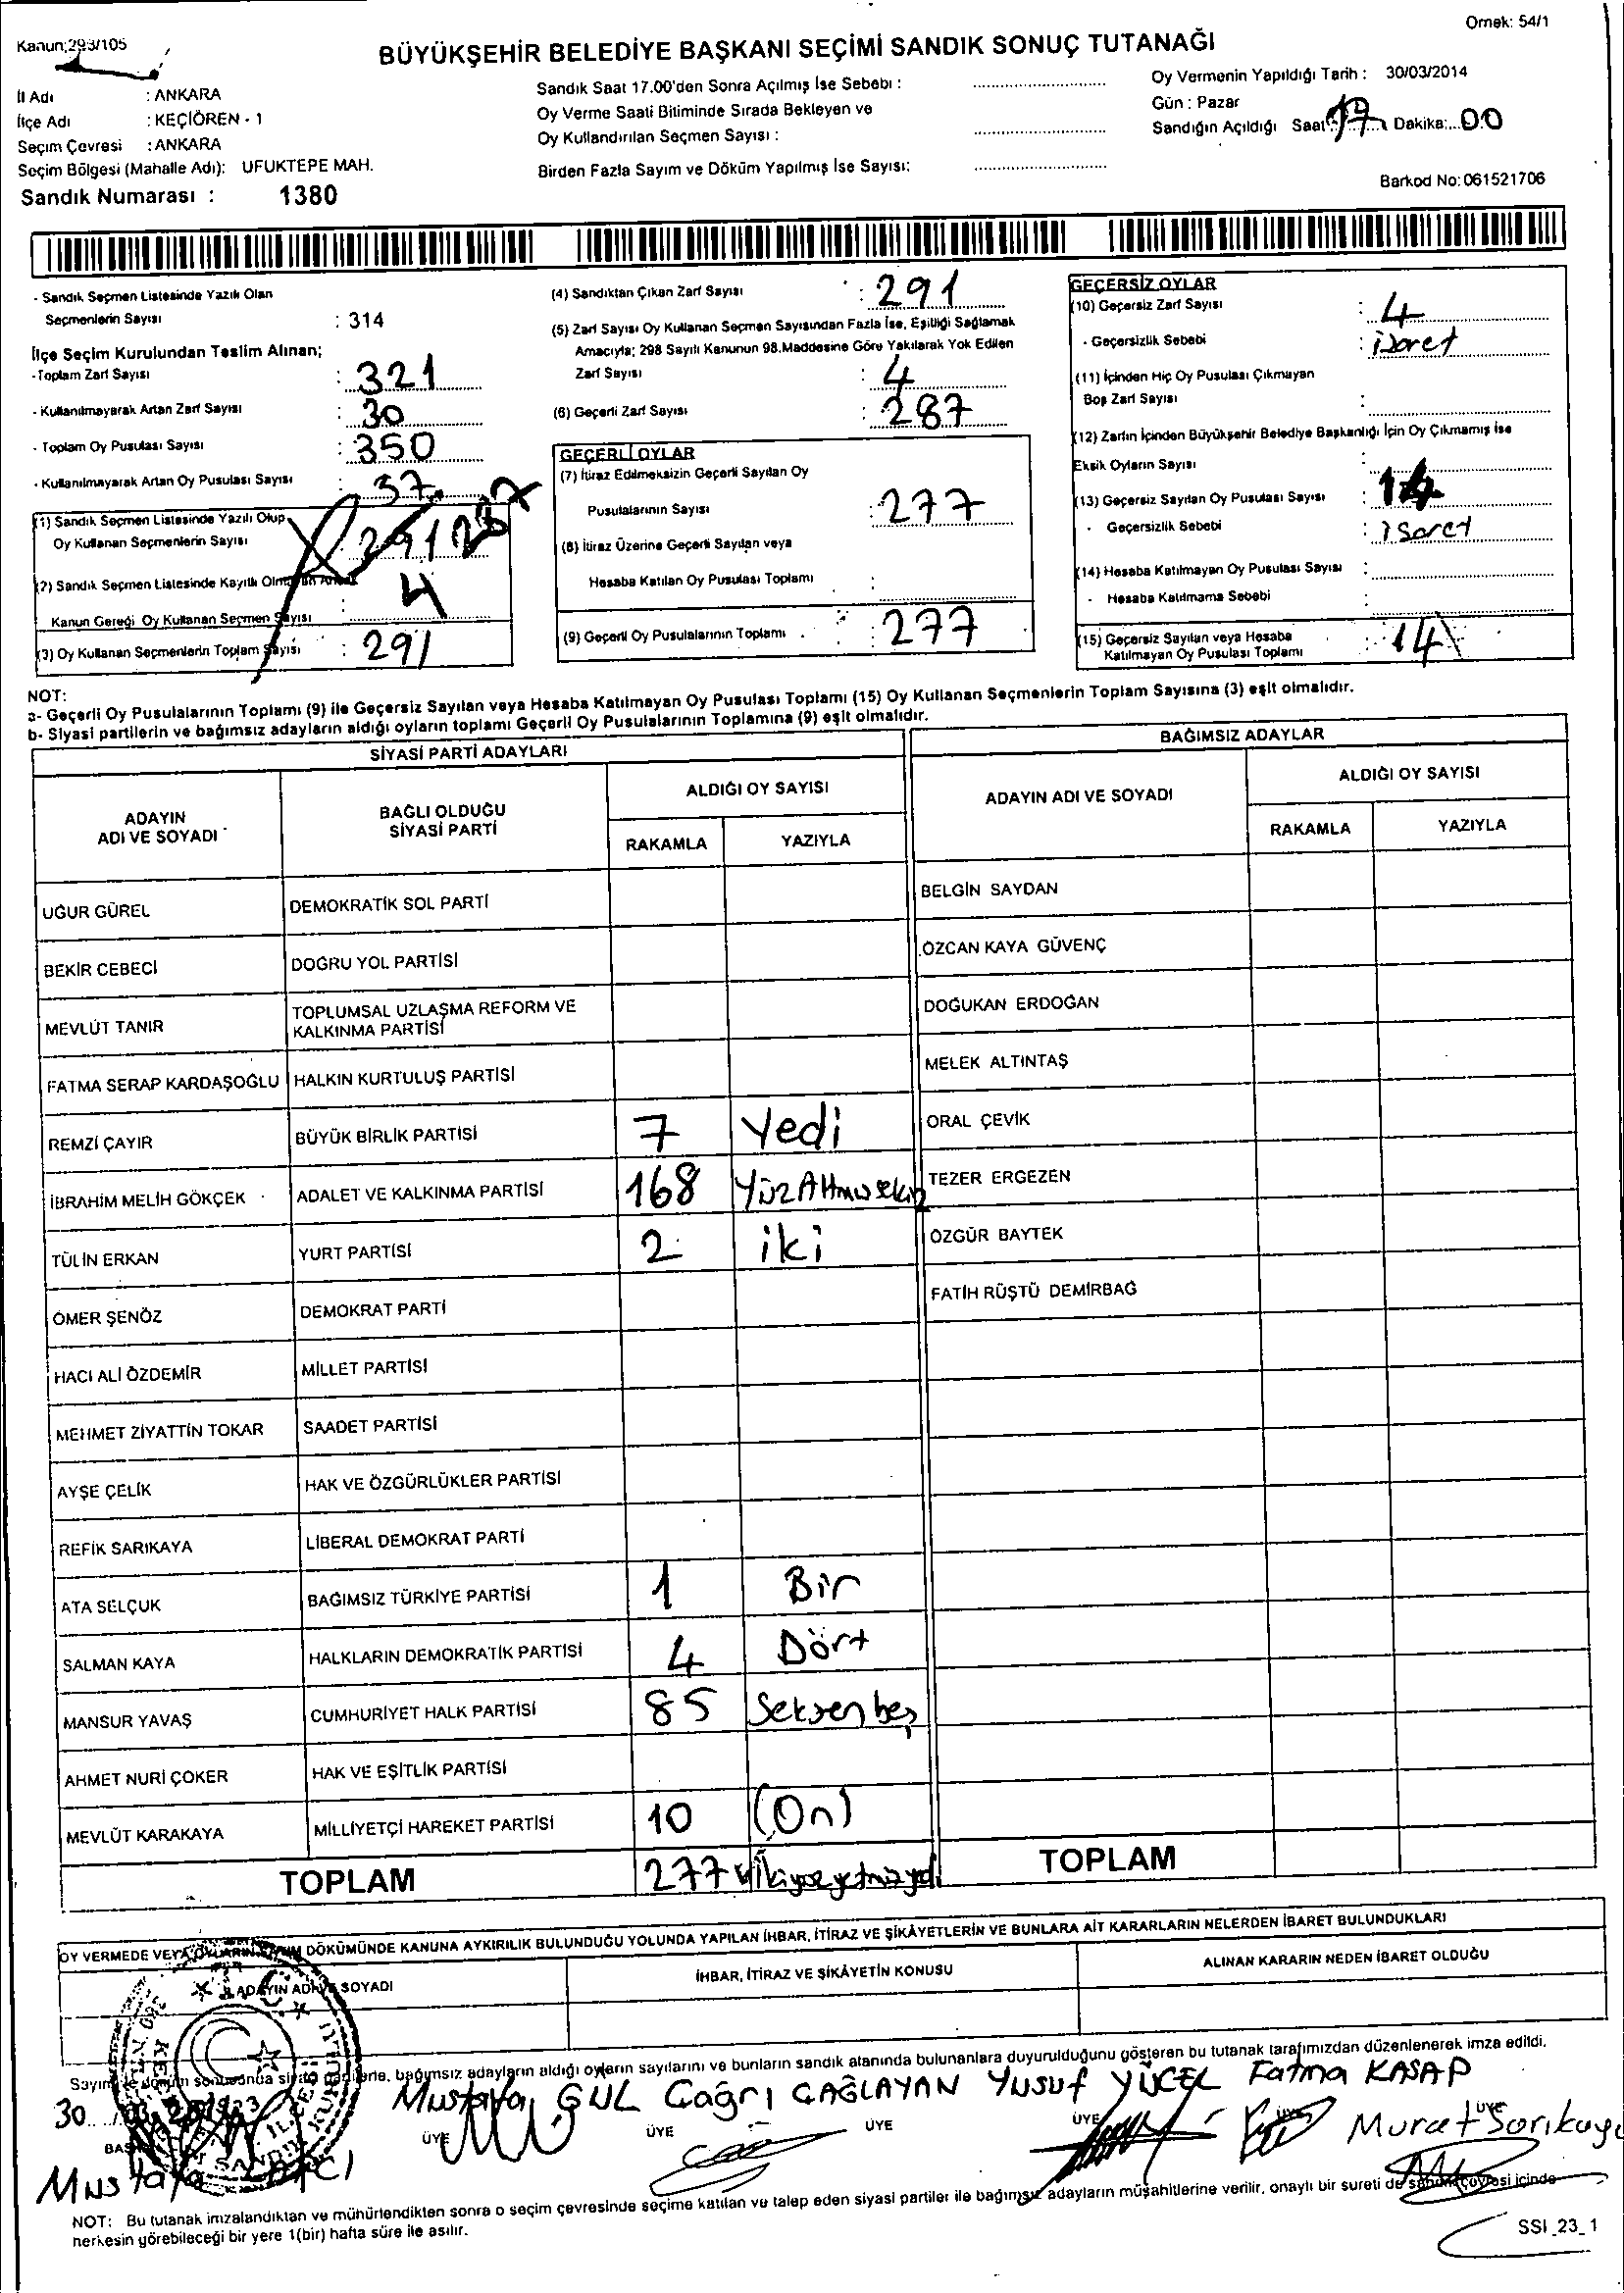 Örnek: 54/1
Kanun:293/105
BÜYÜKŞEHİR BELEDİYE BAŞKANI SEÇİMİ SANDIK SONUÇ TUTANAĞI
İl Adı : ANKARA
İlçe Adı : KEÇİÖREN - 1
Seçim Çevresi : ANKARA
Seçim Bölgesi (Mahalle Adı): UFUKTEPE MAH.
Sandık Numarası : 1380
Sandık Saat 17.00'den Sonra Açılmış İse Sebebi :
Oy Verme Saati Bitiminde Sırada Bekleyen ve
Oy Kullandırılan Seçmen Sayısı :
Birden Fazla Sayım ve Döküm Yapılmış İse Sayısı:
Oy Vermenin Yapıldığı Tarih : 30/03/2014
Gün : Pazar
Sandığın Açıldığı Saat: 17 Dakika: 00
Barkod No: 061521706
- Sandık Seçmen Listesinde Yazılı Olan
Seçmenlerin Sayısı : 314
İlçe Seçim Kurulundan Teslim Alınan;
- Toplam Zarf Sayısı : 321
- Kullanılmayarak Artan Zarf Sayısı : 30
- Toplam Oy Pusulası Sayısı : 350
- Kullanılmayarak Artan Oy Pusulası Sayısı : 37
(1) Sandık Seçmen Listesinde Yazılı Olup
Oy Kullanan Seçmenlerin Sayısı 291 287
(2) Sandık Seçmen Listesinde Kayıtlı Olmayan Ancak
Kanun Gereği Oy Kullanan Seçmen Sayısı : 4
(3) Oy Kullanan Seçmenlerin Toplam Sayısı : 291
(4) Sandıktan Çıkan Zarf Sayısı : 291
(5) Zarf Sayısı Oy Kullanan Seçmen Sayısından Fazla İse, Eşitliği Sağlamak
Amacıyla; 298 Sayılı Kanunun 98.Maddesine Göre Yakılarak Yok Edilen
Zarf Sayısı : 4
(6) Geçerli Zarf Sayısı : 287
GEÇERLİ OYLAR
(7) İtiraz Edilmeksizin Geçerli Sayılan Oy
Pusulalarının Sayısı : 277
(8) İtiraz Üzerine Geçerli Sayılan veya
Hesaba Katılan Oy Pusulası Toplamı :
(9) Geçerli Oy Pusulalarının Toplamı : 277
GEÇERSİZ OYLAR
(10) Geçersiz Zarf Sayısı : 4
- Geçersizlik Sebebi : işaret
(11) İçinden Hiç Oy Pusulası Çıkmayan
Boş Zarf Sayısı :
(12) Zarfın İçinden Büyükşehir Belediye Başkanlığı İçin Oy Çıkmamış İse
Eksik Oyların Sayısı :
(13) Geçersiz Sayılan Oy Pusulası Sayısı : 14
- Geçersizlik Sebebi : işaret
(14) Hesaba Katılmayan Oy Pusulası Sayısı :
- Hesaba Katılmama Sebebi :
(15) Geçersiz Sayılan veya Hesaba
Katılmayan Oy Pusulası Toplamı : 14
NOT:
a- Geçerli Oy Pusulalarının Toplamı (9) ile Geçersiz Sayılan veya Hesaba Katılmayan Oy Pusulası Toplamı (15) Oy Kullanan Seçmenlerin Toplam Sayısına (3) eşit olmalıdır.
b- Siyasi partilerin ve bağımsız adayların aldığı oyların toplamı Geçerli Oy Pusulalarının Toplamına (9) eşit olmalıdır.
SİYASİ PARTİ ADAYLARI
ADAYIN ADI VE SOYADI BAĞLI OLDUĞU SİYASİ PARTİ ALDIĞI OY SAYISI
RAKAMLA YAZIYLA
UĞUR GÜREL DEMOKRATİK SOL PARTİ
BEKİR CEBECİ DOĞRU YOL PARTİSİ
MEVLÜT TANIR TOPLUMSAL UZLAŞMA REFORM VE KALKINMA PARTİSİ
FATMA SERAP KARDAŞOĞLU HALKIN KURTULUŞ PARTİSİ
REMZİ ÇAYIR BÜYÜK BİRLİK PARTİSİ 7 Yedi
İBRAHİM MELİH GÖKÇEK ADALET VE KALKINMA PARTİSİ 168 YüzAltmışsekiz
TÜLİN ERKAN YURT PARTİSİ 2 iki
ÖMER ŞENÖZ DEMOKRAT PARTİ
HACI ALİ ÖZDEMİR MİLLET PARTİSİ
MEHMET ZİYATTİN TOKAR SAADET PARTİSİ
AYŞE ÇELİK HAK VE ÖZGÜRLÜKLER PARTİSİ
REFİK SARIKAYA LİBERAL DEMOKRAT PARTİ
ATA SELÇUK BAĞIMSIZ TÜRKİYE PARTİSİ 1 Bir
SALMAN KAYA HALKLARIN DEMOKRATİK PARTİSİ 4 Dört
MANSUR YAVAŞ CUMHURİYET HALK PARTİSİ 85 Seksenbeş
AHMET NURİ ÇOKER HAK VE EŞİTLİK PARTİSİ
MEVLÜT KARAKAYA MİLLİYETÇİ HAREKET PARTİSİ 10 (On)
TOPLAM 277 ikiyüzyetmişyedi
BAĞIMSIZ ADAYLAR
ADAYIN ADI VE SOYADI ALDIĞI OY SAYISI
RAKAMLA YAZIYLA
BELGİN SAYDAN
ÖZCAN KAYA GÜVENÇ
DOĞUKAN ERDOĞAN
MELEK ALTINTAŞ
ORAL ÇEVİK
TEZER ERGEZEN
ÖZGÜR BAYTEK
FATİH RÜŞTÜ DEMİRBAĞ
TOPLAM
OY VERMEDE VEYA OYLARIN SAYIM DÖKÜMÜNDE KANUNA AYKIRILIK BULUNDUĞU YOLUNDA YAPILAN İHBAR, İTİRAZ VE ŞİKÂYETLERİN VE BUNLARA AİT KARARLARIN NELERDEN İBARET BULUNDUKLARI
ADAYIN ADI VE SOYADI İHBAR, İTİRAZ VE ŞİKÂYETİN KONUSU ALINAN KARARIN NEDEN İBARET OLDUĞU
bağımsız adayların aldığı oyların sayılarını ve bunların sandık alanında bulunanlara duyurulduğunu gösteren bu tutanak tarafımızdan düzenlenerek imza edildi.
30
Mustafa GÜL Çağrı ÇAĞLAYAN Yusuf YÜCEL Fatma KASAP
ÜYE ÜYE ÜYE ÜYE ÜYE
Murat Sarıkaya
Mustafa
NOT: Bu tutanak imzalandıktan ve mühürlendikten sonra o seçim çevresinde seçime katılan ve talep eden siyasi partiler ile bağımsız adayların müşahitlerine verilir, onaylı bir sureti de sandık çevresi içinde
herkesin görebileceği bir yere 1(bir) hafta süre ile asılır.
SSI_23_1